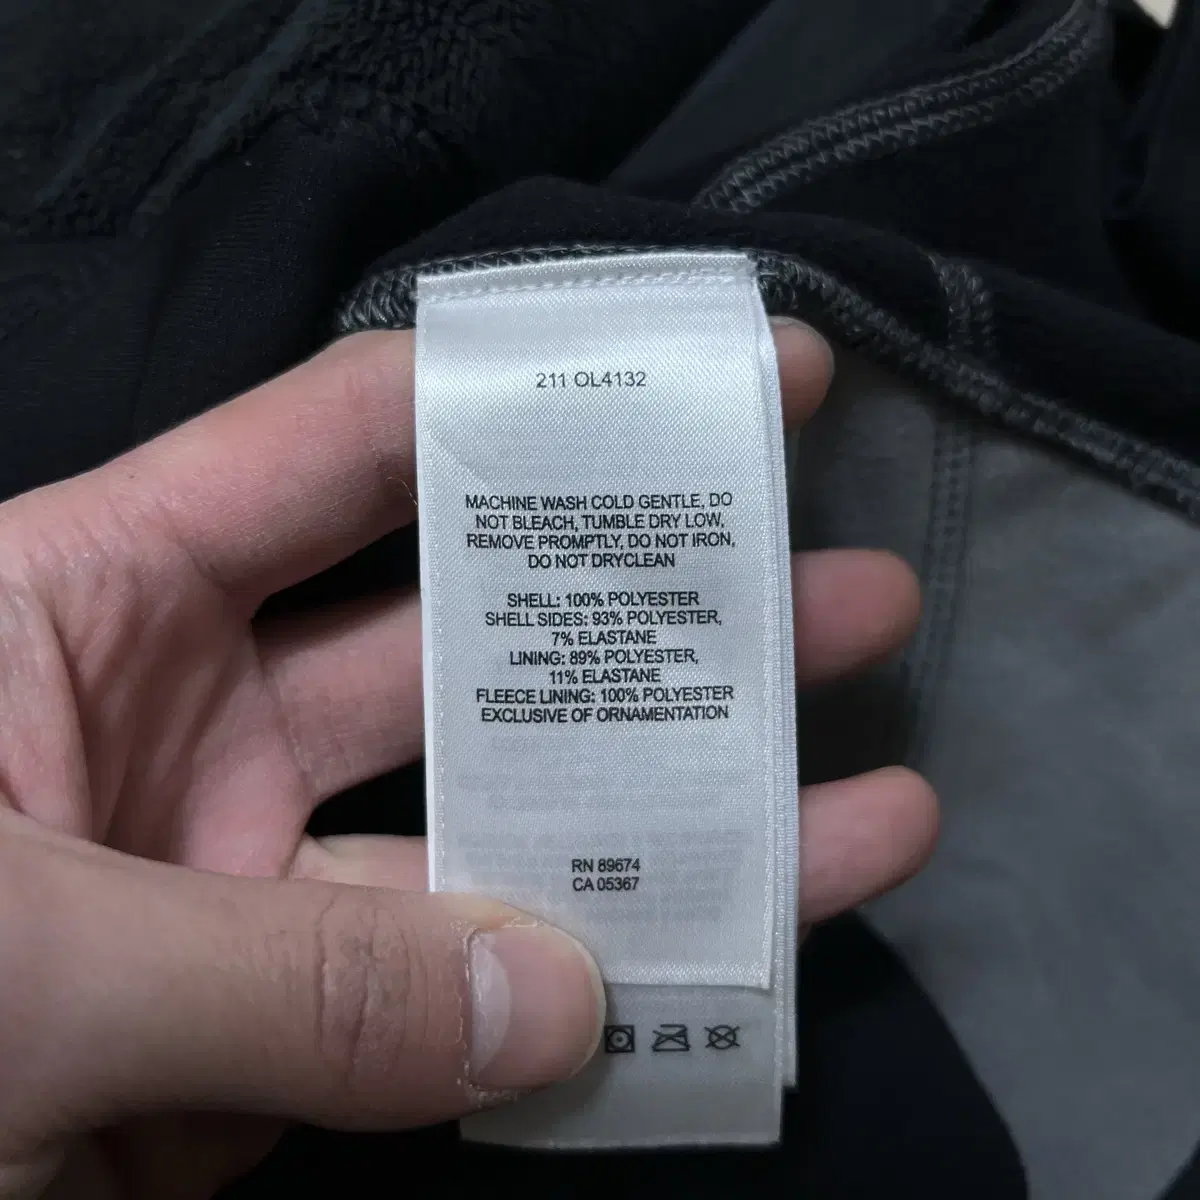 211 OL4132
MACHINE WASH COLD GENTLE, DO
NOT BLEACH, TUMBLE DRY LOW,
REMOVE PROMPTLY, DO NOT IRON,
DO NOT DRYCLEAN
SHELL: 100% POLYESTER
SHELL SIDES: 93% POLYESTER,
7% ELASTANE
LINING: 89% POLYESTER,
11% ELASTANE
FLEECE LINING: 100% POLYESTER
EXCLUSIVE OF ORNAMENTATION
RN 89674
CA 05367